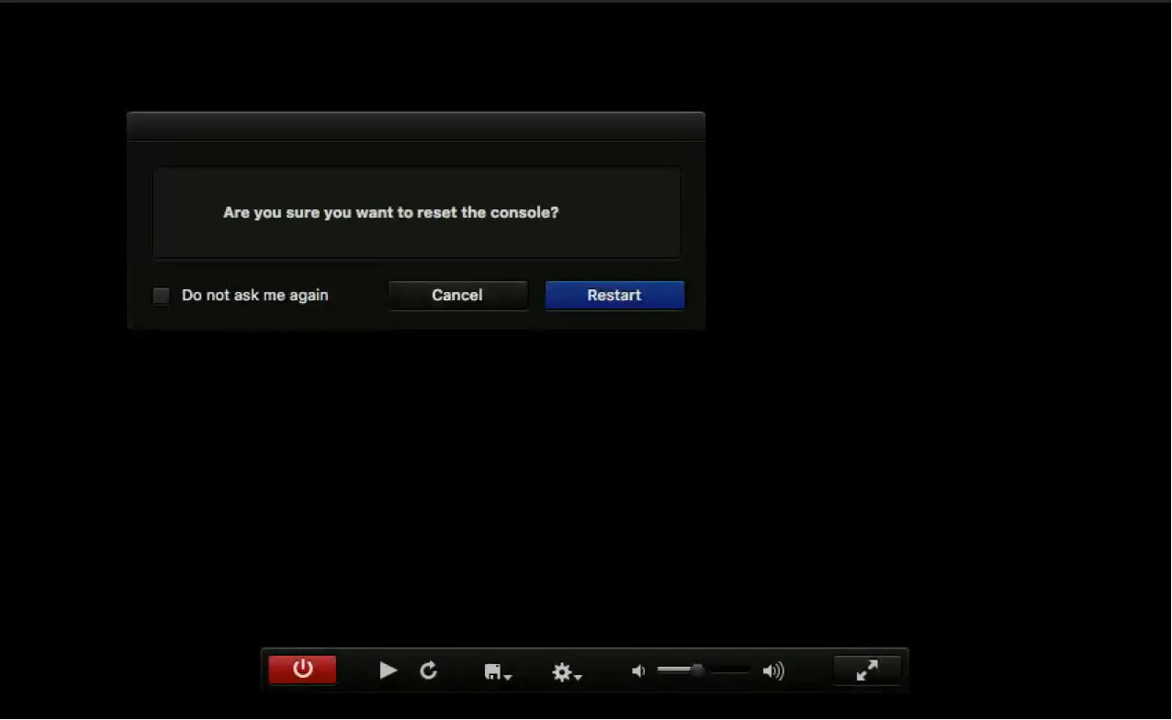 Are you sure you want to reset the console?
Do not ask me again
Cancel
Restart